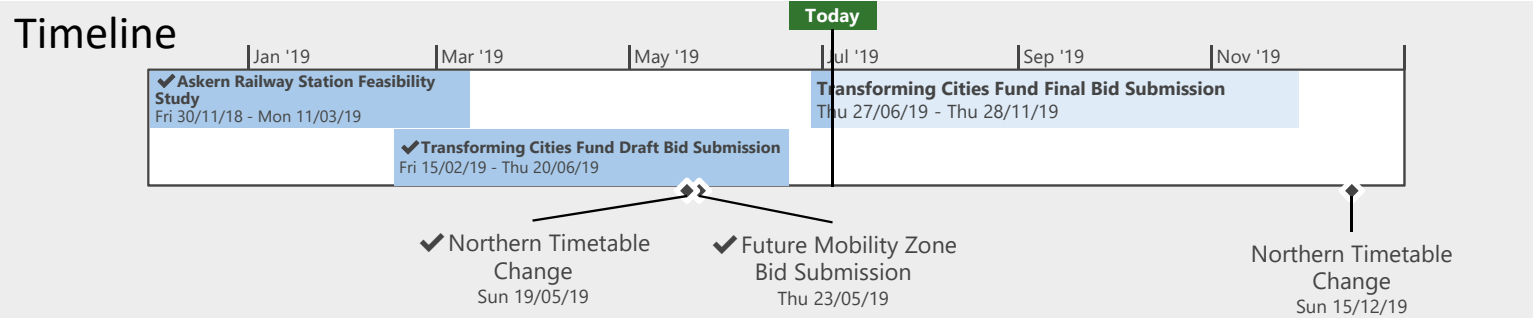 Timeline
Today
Jan '19
Mar '19
May '19
Jul '19
Sep '19
Nov '19
✔Askern Railway Station Feasibility
Study
Fri 30/11/18 - Mon 11/03/19
Transforming Cities Fund Final Bid Submission
Thu 27/06/19 - Thu 28/11/19
✔Transforming Cities Fund Draft Bid Submission
Fri 15/02/19 - Thu 20/06/19
✔Northern Timetable
Change
Sun 19/05/19
✔Future Mobility Zone
Bid Submission
Thu 23/05/19
Northern Timetable
Change
Sun 15/12/19